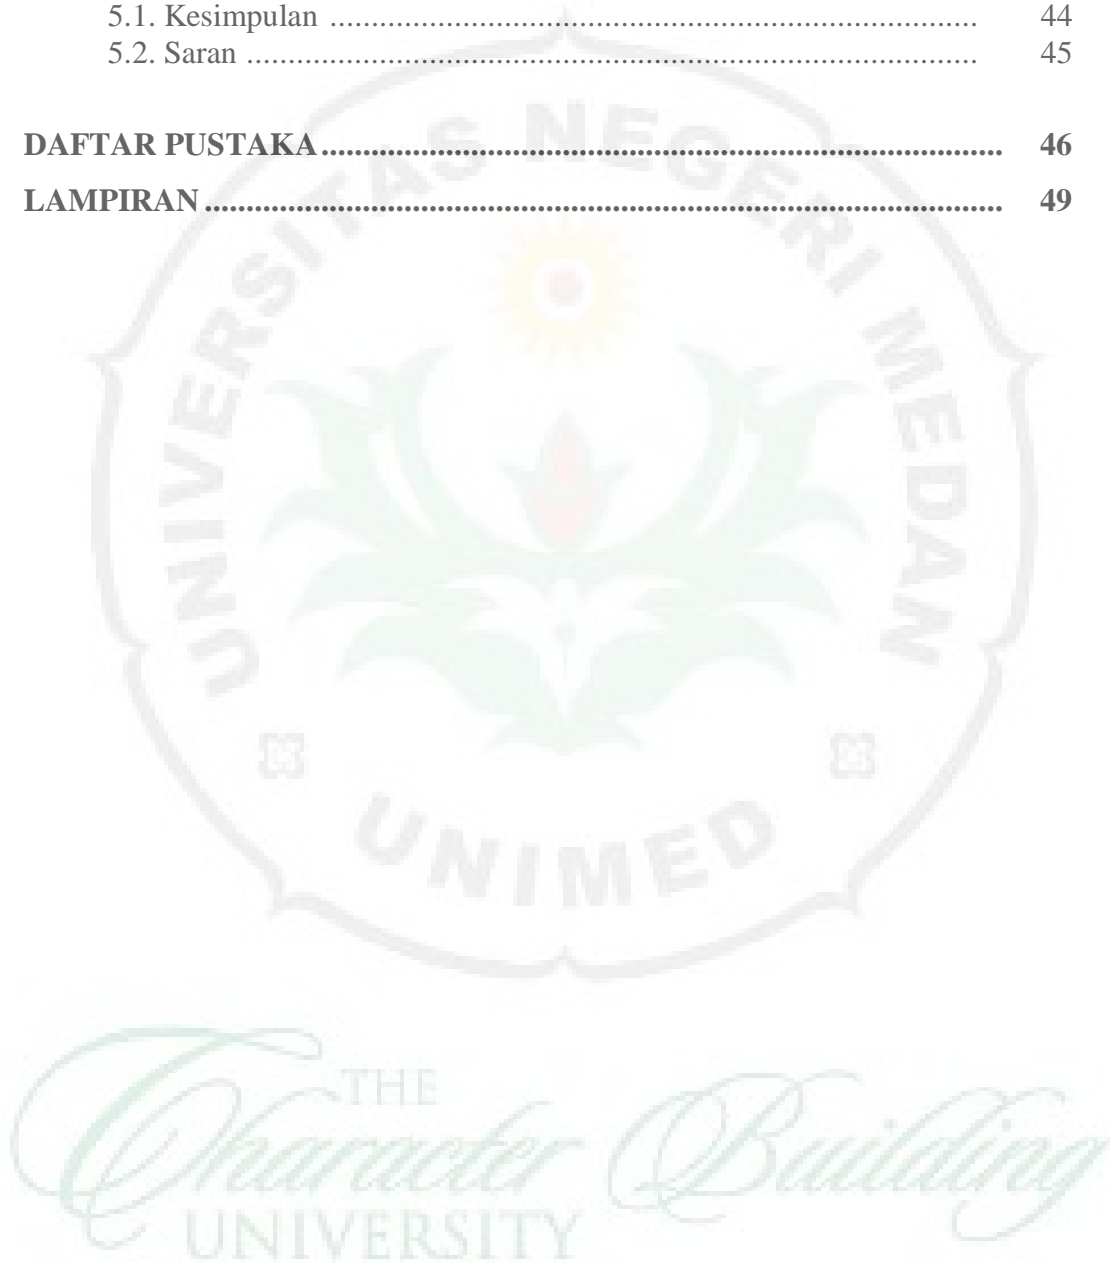 5.1. Kesimpulan ................................................................. 44
5.2. Saran ......................................................................... 45
DAFTAR PUSTAKA ................................................................................... 46
LAMPIRAN ................................................................................................ 49
UNIVERSITAS NEGERI MEDAN
UNIMED
THE
Character Building
UNIVERSITY